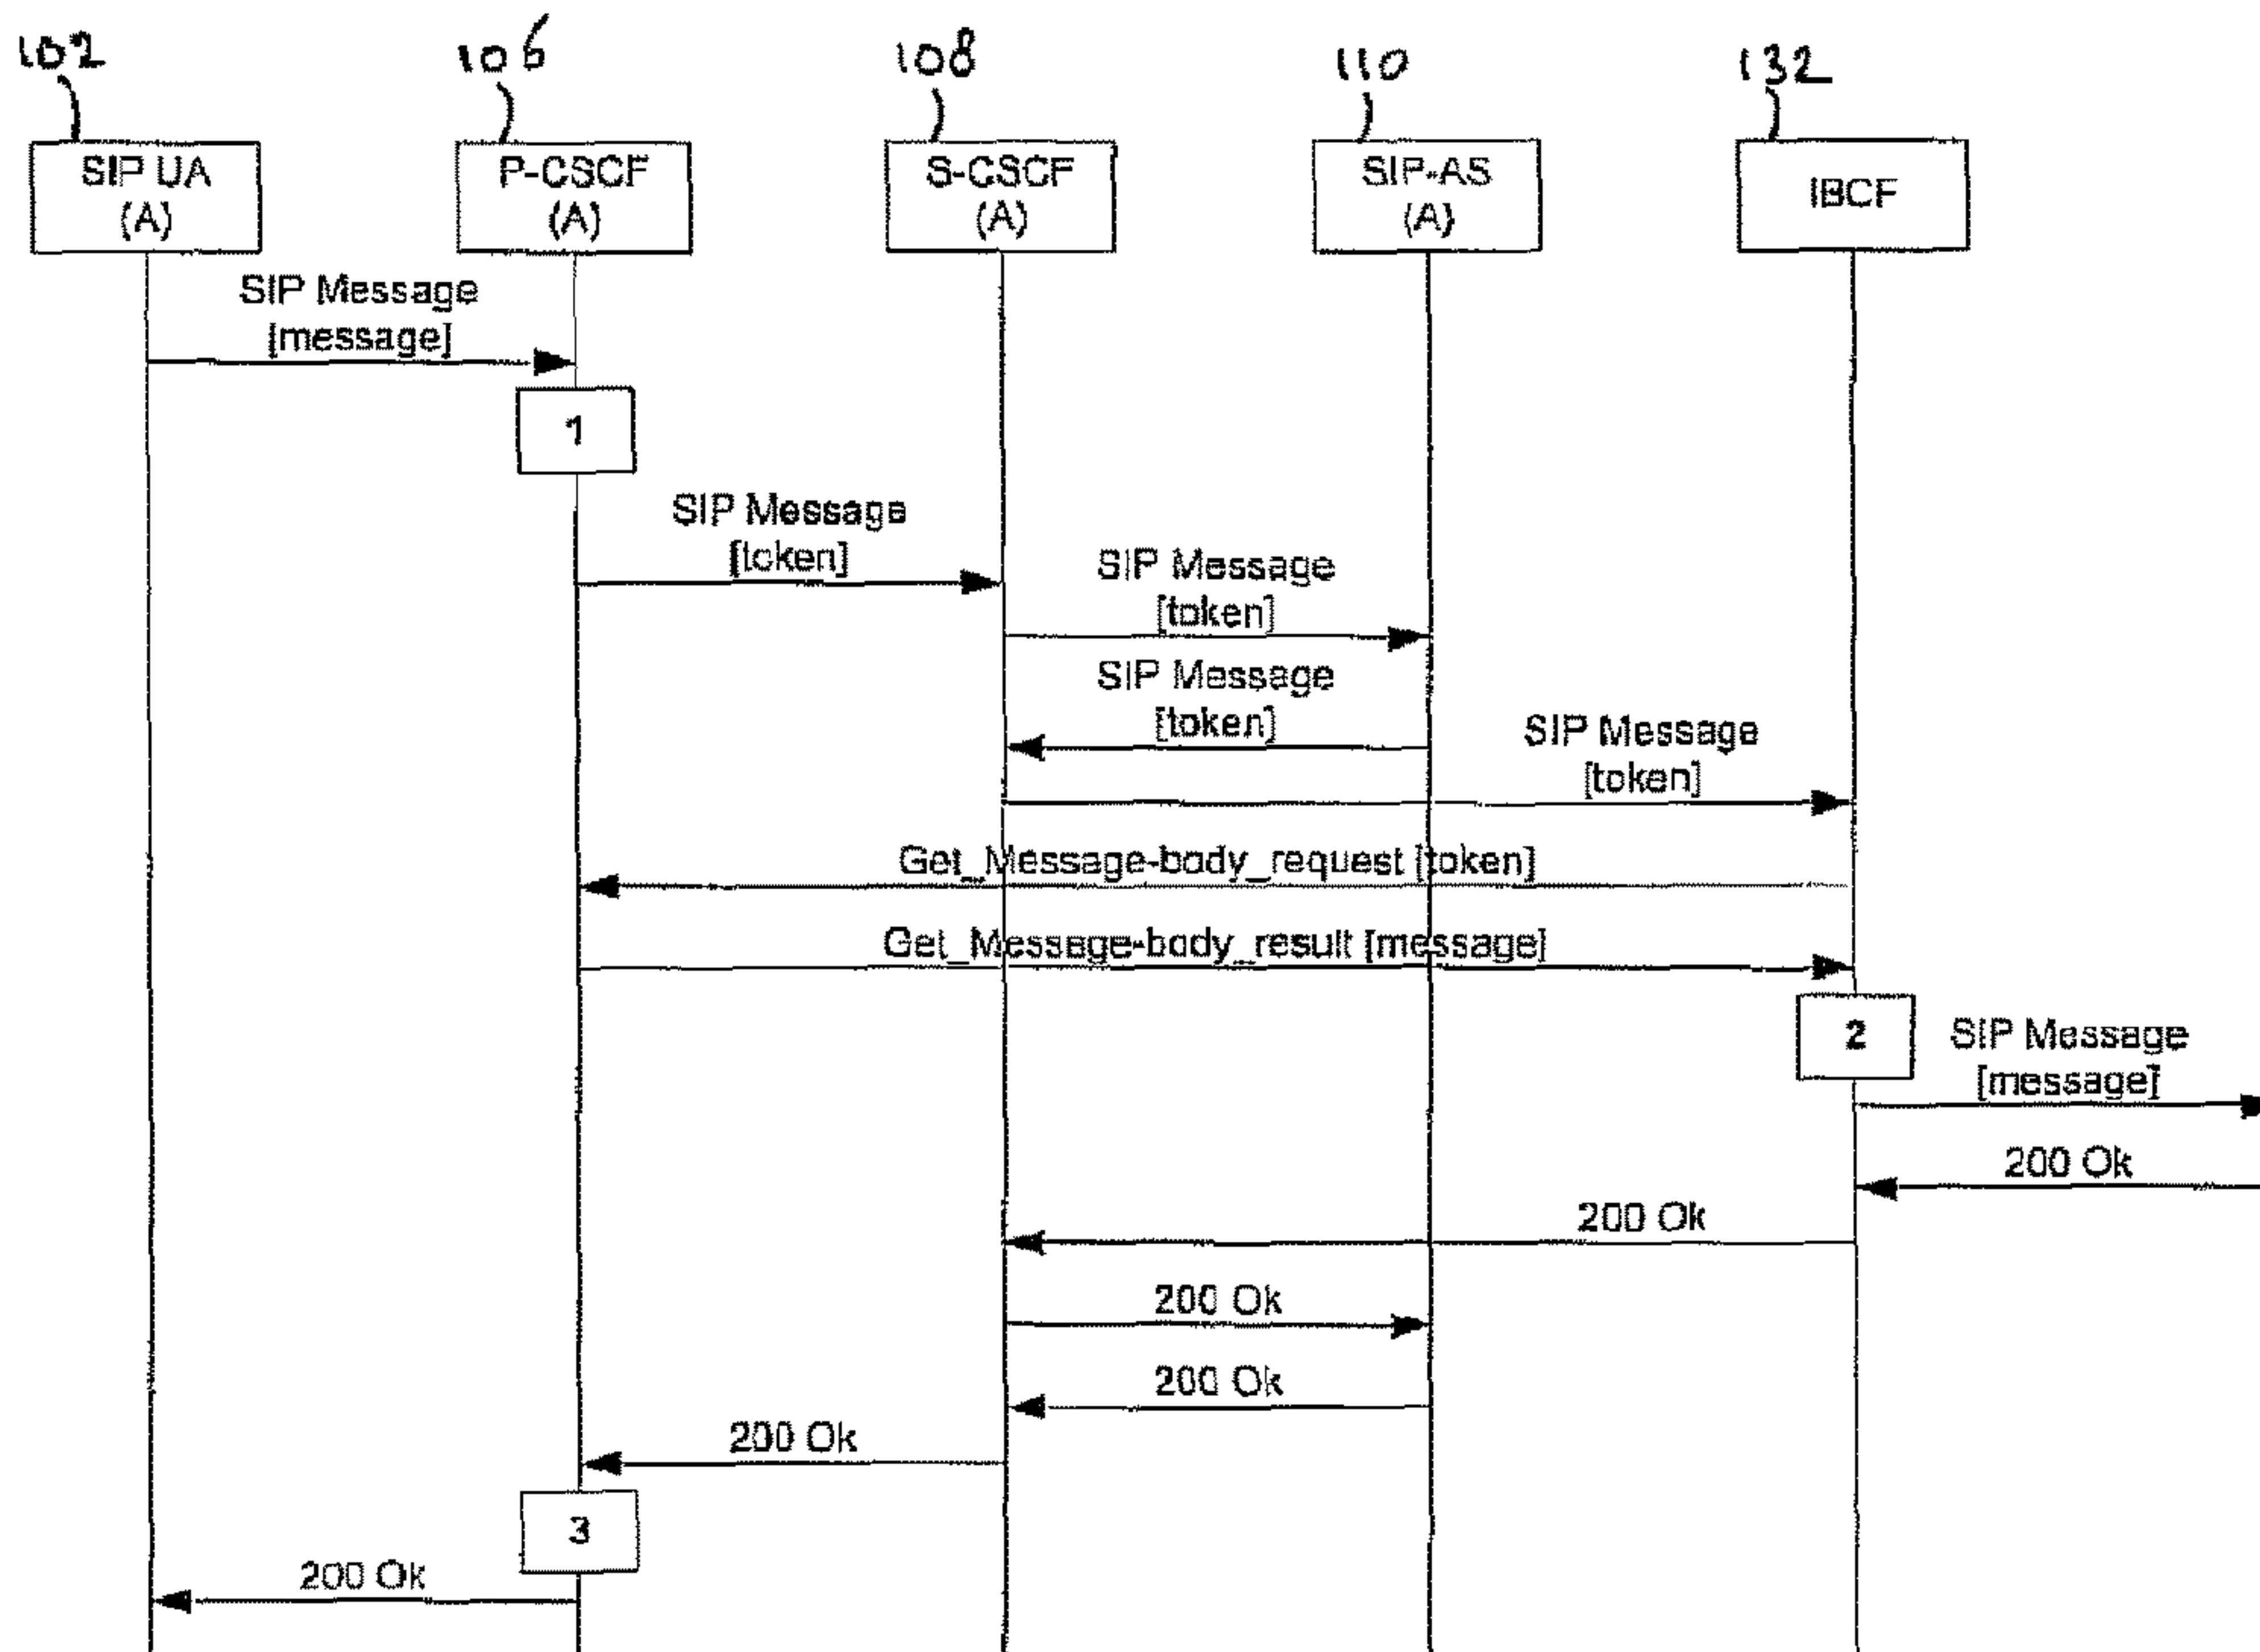 102
106
108
110
132
SIP UA
(A)
P-CSCF
(A)
S-CSCF
(A)
SIP-AS
(A)
IBCF
SIP Message
[message]
1
SIP Message
[token]
SIP Message
[token]
SIP Message
[token]
SIP Message
[token]
Get_Message-body_request [token]
Get_Message-body_result [message]
2
SIP Message
[message]
200 Ok
200 Ok
200 Ok
200 Ok
200 Ok
3
200 Ok